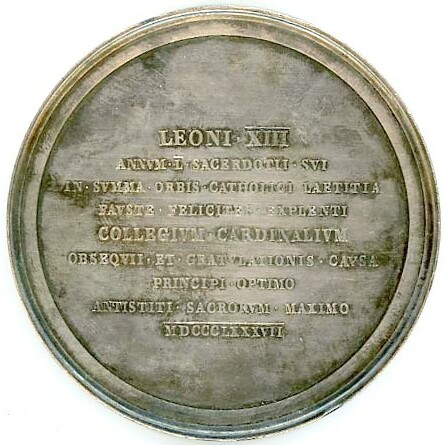 LEONI · XIII
ANNVM · L · SACERDOTII · SVI
IN · SVMMA · ORBIS · CATHOLICI · LAETITIA
FAVSTE · FELICITER · EXPLENTI
COLLEGIVM · CARDINALIVM
OBSEQVII · ET · GRATVLATIONIS · CAVSA
PRINCIPI · OPTIMO
ANTISTITI · SACRORVM · MAXIMO
MDCCCLXXXVII